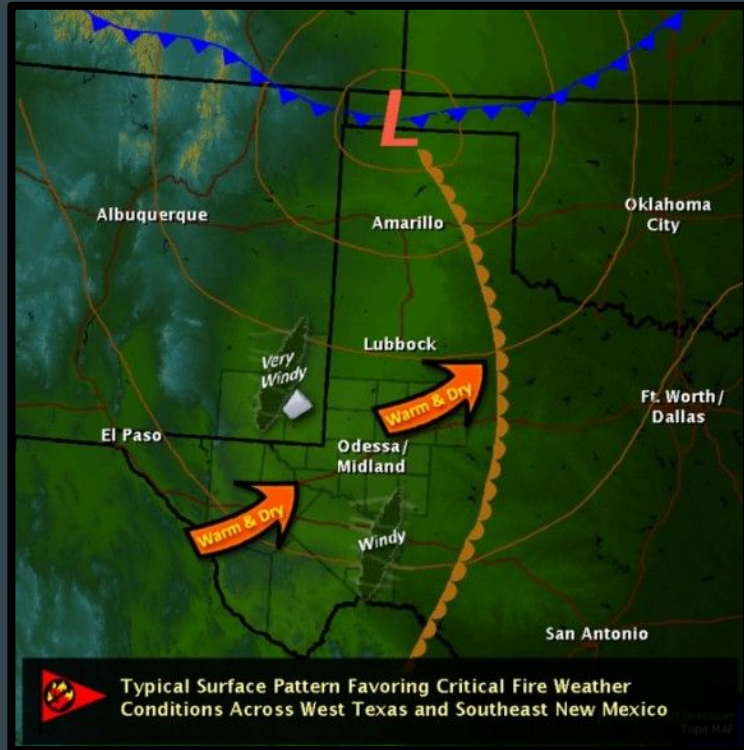 L
Albuquerque
Amarillo
Oklahoma
City
Lubbock
Very
Windy
Warm & Dry
Ft. Worth/
Dallas
El Paso
Odessa/
Midland
Warm & Dry
Windy
San Antonio
Typical Surface Pattern Favoring Critical Fire Weather
Conditions Across West Texas and Southeast New Mexico